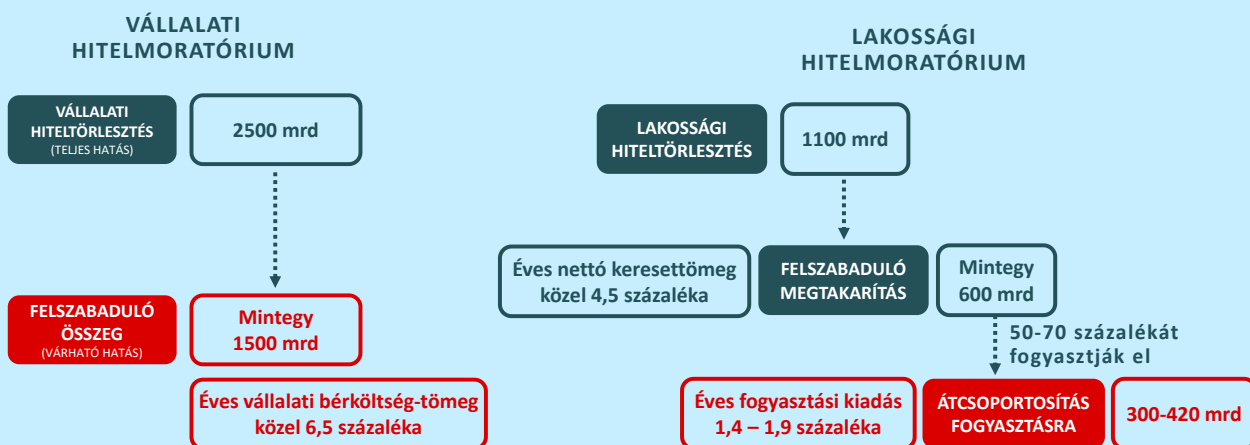 VÁLLALATI
HITELMORATÓRIUM
VÁLLALATI
HITELTÖRLESZTÉS
(TELJES HATÁS)
2500 mrd
FELSZABADULÓ
ÖSSZEG
(VÁRHATÓ HATÁS)
Mintegy
1500 mrd
Éves vállalati bérköltség-tömeg
közel 6,5 százaléka
LAKOSSÁGI
HITELMORATÓRIUM
LAKOSSÁGI
HITELTÖRLESZTÉS
1100 mrd
Éves nettó keresettömeg
közel 4,5 százaléka
FELSZABADULÓ
MEGTAKARÍTÁS
Mintegy
600 mrd
50-70 százalékát
fogyasztják el
Éves fogyasztási kiadás
1,4 – 1,9 százaléka
ÁTCSOPORTOSÍTÁS
FOGYASZTÁSRA
300-420 mrd